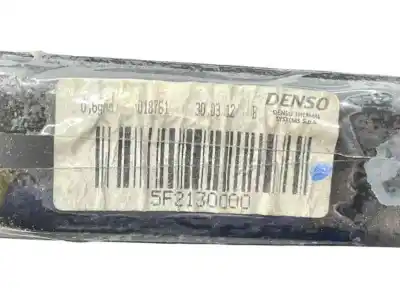 018761 30.03.12 B DENSO
DENSO THERMAL
SYSTEMS S.p.A.
5F2130000